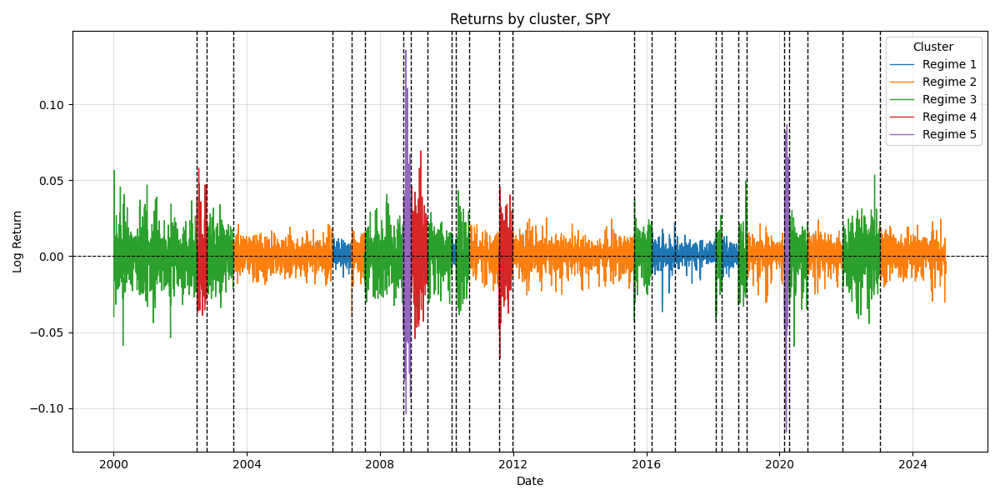 Returns by cluster, SPY
Cluster
Regime 1
Regime 2
Regime 3
Regime 4
Regime 5
Log Return
0.10
0.05
0.00
−0.05
−0.10
2000
2004
2008
2012
2016
2020
2024
Date